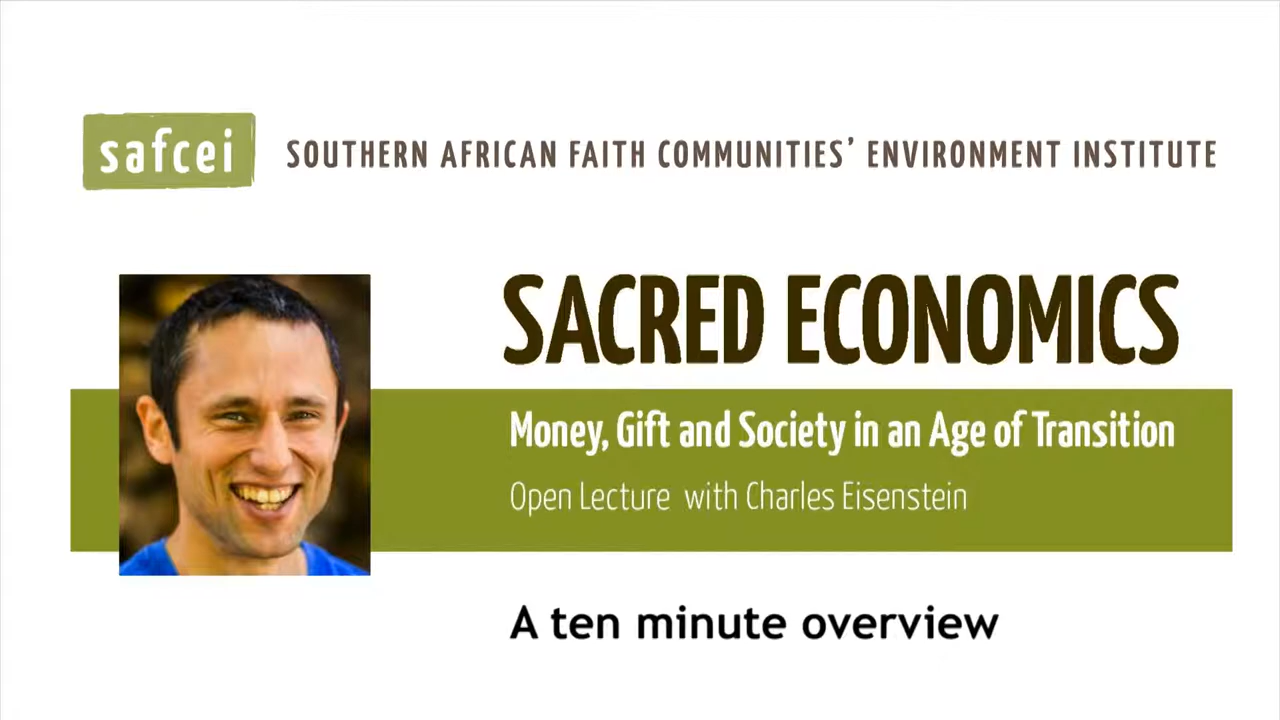 safcei SOUTHERN AFRICAN FAITH COMMUNITIES’ ENVIRONMENT INSTITUTE
SACRED ECONOMICS
Money, Gift and Society in an Age of Transition
Open Lecture with Charles Eisenstein
A ten minute overview